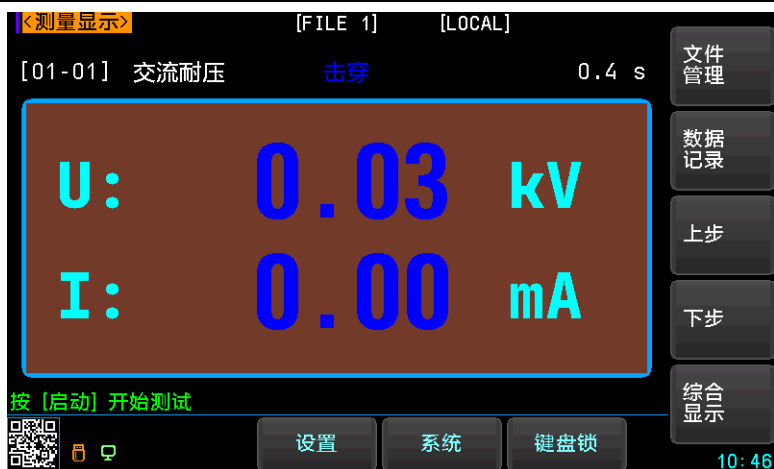 <测量显示> [FILE 1] [LOCAL]
[01-01] 交流耐压 击穿 0.4 s
U: 0.03 kV
I: 0.00 mA
按 [启动] 开始测试
设置 系统 键盘锁
文件
管理
数据
记录
上步
下步
综合
显示
10:46